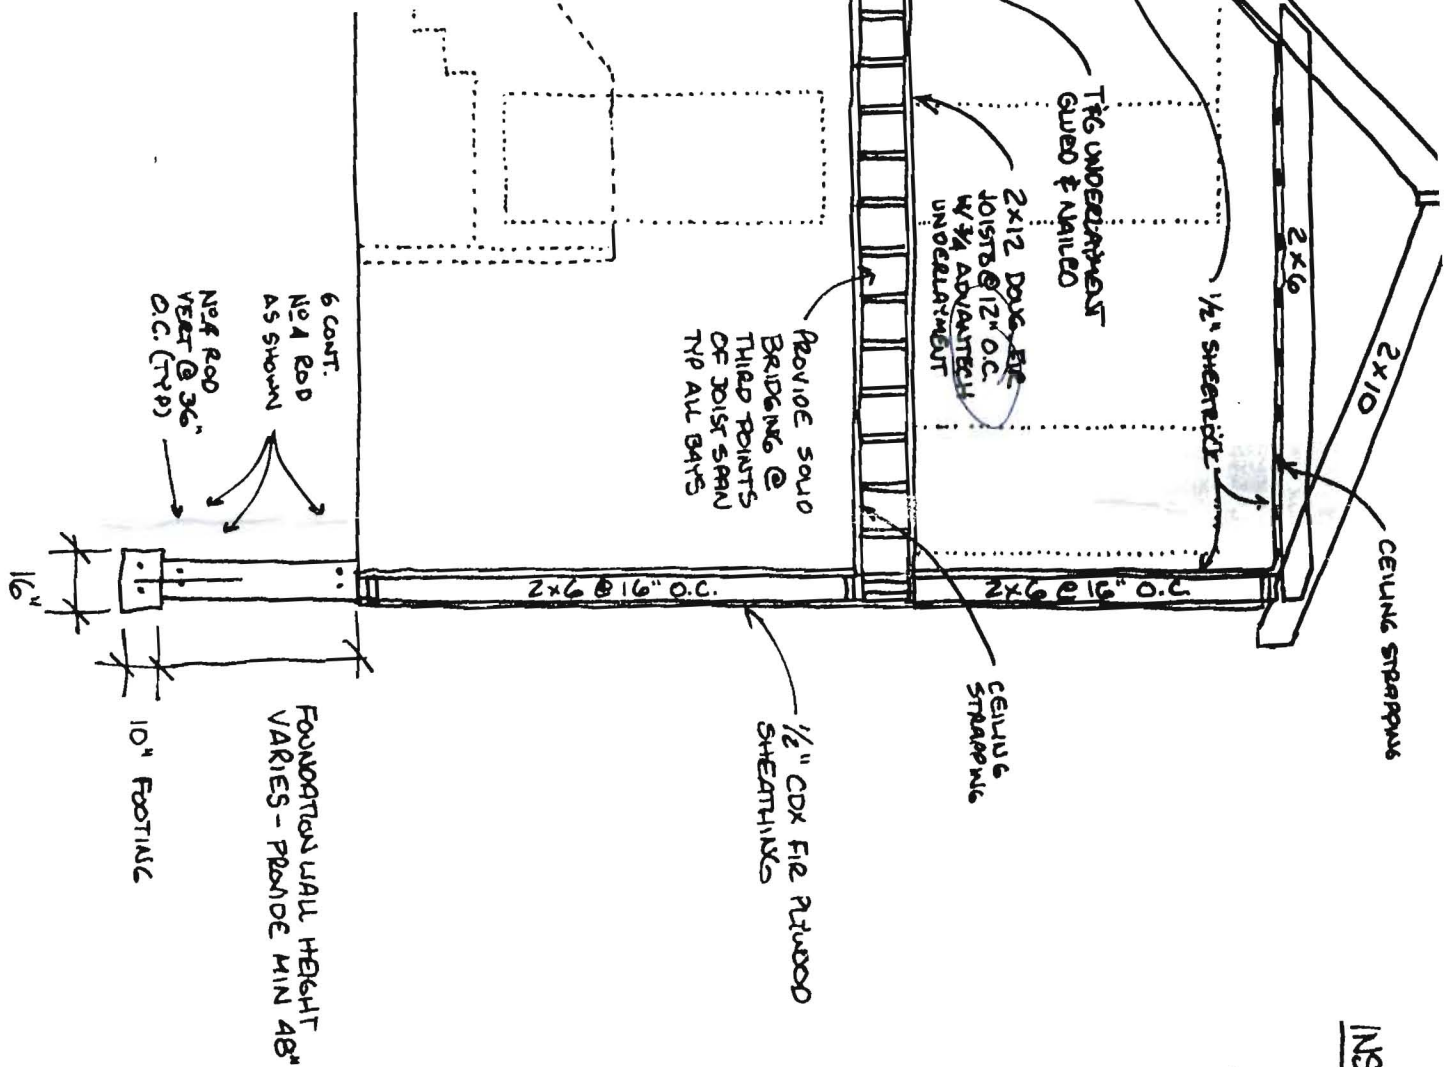 2x10
2x6
CEILING STRAPPING
1/2" SHEETROCK
T&G UNDERLAYMENT
GLUED & NAILED
2x12 DOUG FIR
JOISTS @ 12" O.C.
W/ 3/4 ADVANTECH
UNDERLAYMENT
2x6 @ 16" O.C.
PROVIDE SOLID
BRIDGING @
THIRD POINTS
OF JOIST SPAN
TYP ALL BAYS
CEILING
STRAPPING
2x6 @ 16" O.C.
1/2" CDX FIR PLYWOOD
SHEATHING
6 CONT.
No 4 ROD
AS SHOWN
No 4 ROD
VERT @ 36"
O.C. (TYP)
FOUNDATION WALL HEIGHT
VARIES - PROVIDE MIN 48"
10" FOOTING
16"